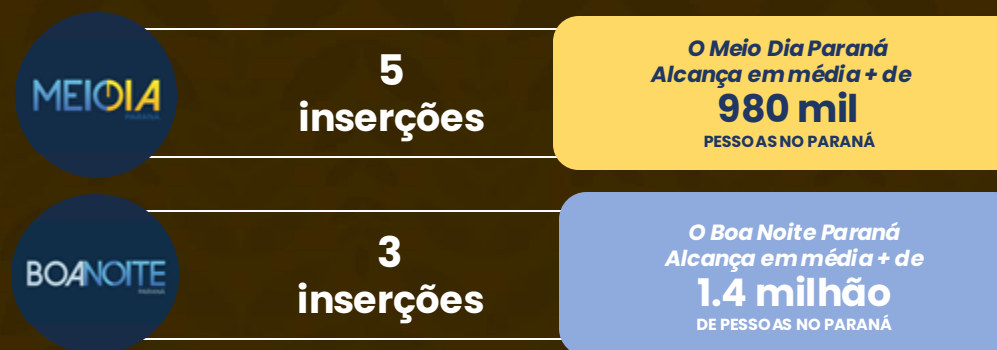 MEIODIA
PARANÁ
5
inserções
O Meio Dia Paraná
Alcança em média + de
980 mil
PESSOAS NO PARANÁ
BOANOITE
PARANÁ
3
inserções
O Boa Noite Paraná
Alcança em média + de
1.4 milhão
DE PESSOAS NO PARANÁ